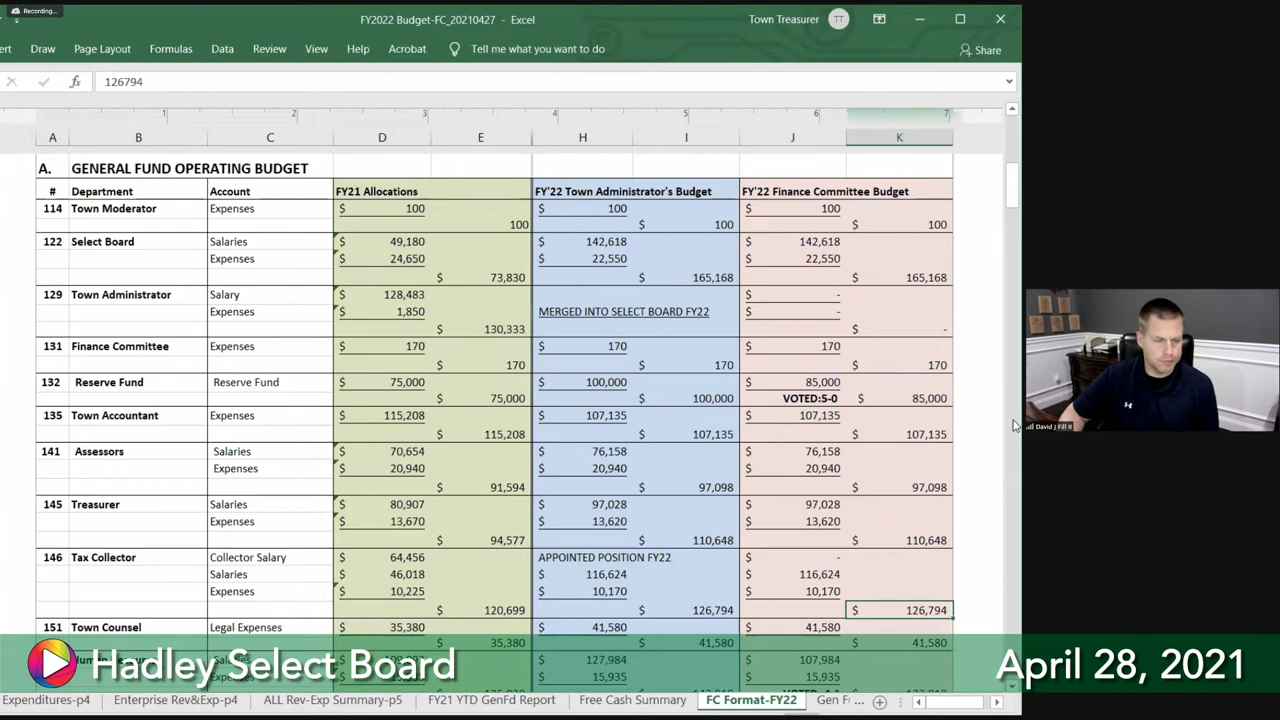 Recording...
FY2022 Budget-FC_20210427 - Excel
Town Treasurer TT
Draw Page Layout Formulas Data Review View Help Acrobat Tell me what you want to do Share
fx 126794
1 2 3 4 5 6 7
A B C D E H I J K
A. GENERAL FUND OPERATING BUDGET
# Department Account FY21 Allocations FY'22 Town Administrator's Budget FY'22 Finance Committee Budget
114 Town Moderator Expenses $ 100 $ 100 $ 100
100 $ 100 $ 100
122 Select Board Salaries $ 49,180 $ 142,618 $ 142,618
Expenses $ 24,650 $ 22,550 $ 22,550
$ 73,830 $ 165,168 $ 165,168
129 Town Administrator Salary $ 128,483 $ -
Expenses $ 1,850 MERGED INTO SELECT BOARD FY22 $ -
$ 130,333 $ -
131 Finance Committee Expenses $ 170 $ 170 $ 170
$ 170 $ 170 $ 170
132 Reserve Fund Reserve Fund $ 75,000 $ 100,000 $ 85,000
$ 75,000 $ 100,000 VOTED:5-0 $ 85,000
135 Town Accountant Expenses $ 115,208 $ 107,135 $ 107,135
$ 115,208 $ 107,135 $ 107,135
141 Assessors Salaries $ 70,654 $ 76,158 $ 76,158
Expenses $ 20,940 $ 20,940 $ 20,940
$ 91,594 $ 97,098 $ 97,098
145 Treasurer Salaries $ 80,907 $ 97,028 $ 97,028
Expenses $ 13,670 $ 13,620 $ 13,620
$ 94,577 $ 110,648 $ 110,648
146 Tax Collector Collector Salary $ 64,456 APPOINTED POSITION FY22 $ -
Salaries $ 46,018 $ 116,624 $ 116,624
Expenses $ 10,225 $ 10,170 $ 10,170
$ 120,699 $ 126,794 $ 126,794
151 Town Counsel Legal Expenses $ 35,380 $ 41,580 $ 41,580
$ 35,380 $ 41,580 $ 41,580
$ 127,984 $ 107,984
$ 15,935 $ 15,935
David J Fill II
Hadley Select Board
April 28, 2021
Expenditures-p4 Enterprise Rev&Exp-p4 ALL Rev-Exp Summary-p5 FY21 YTD GenFd Report Free Cash Summary FC Format-FY22 Gen F ...